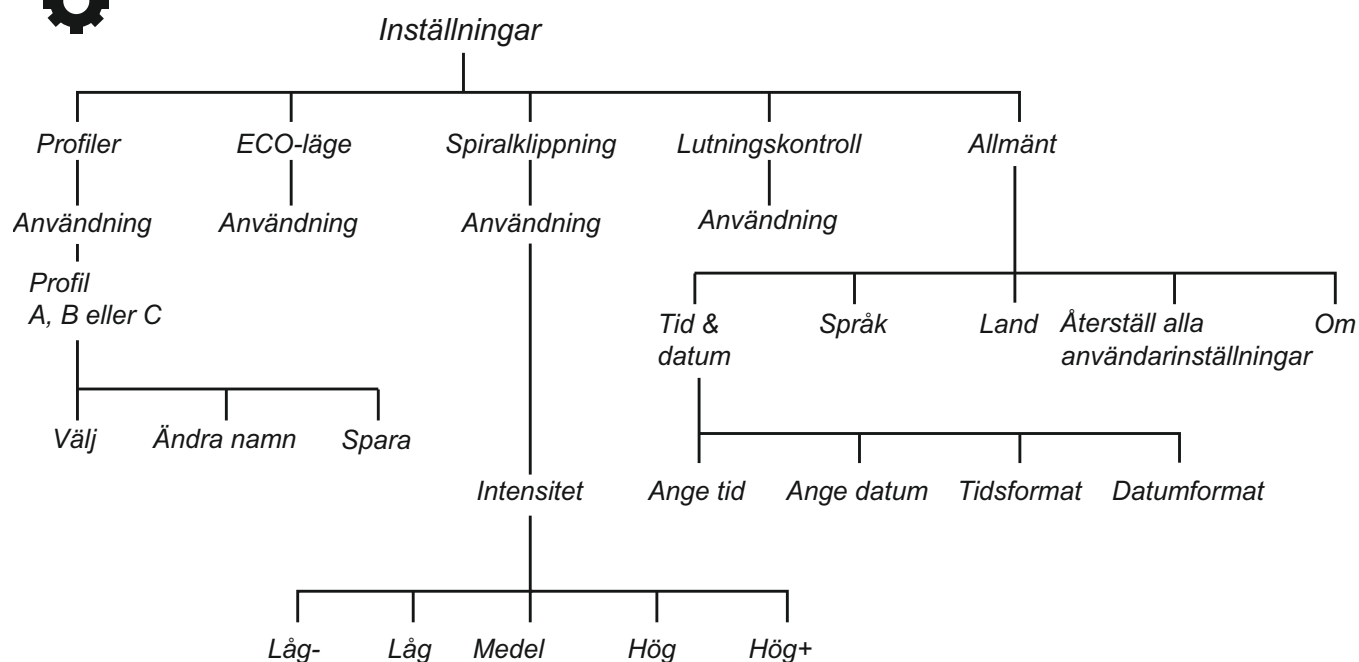 Inställningar
Profiler
ECO-läge
Spiralklippning
Lutningskontroll
Allmänt
Användning
Användning
Användning
Användning
Profil
A, B eller C
Tid &
datum
Språk
Land
Återställ alla
användarinställningar
Om
Välj
Ändra namn
Spara
Intensitet
Ange tid
Ange datum
Tidsformat
Datumformat
Låg-
Låg
Medel
Hög
Hög+